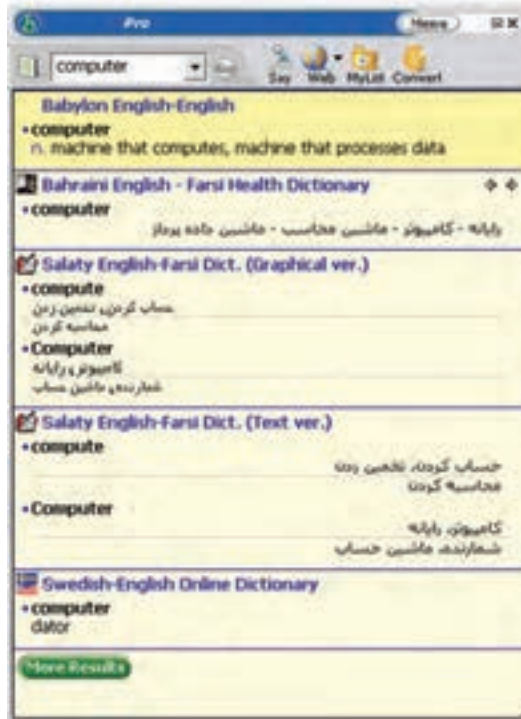 Pro
Menu
computer
Say Web MyList Convert
Babylon English-English
•computer
n. machine that computes, machine that processes data
Bahraini English - Farsi Health Dictionary
•computer
رایانه - کامپیوتر - ماشین محاسب - ماشین داده پرداز
Salaty English-Farsi Dict. (Graphical ver.)
•compute
حساب کردن، تخمین زدن
محاسبه کردن
•Computer
کامپیوتر، رایانه
شمارنده، ماشین حساب
Salaty English-Farsi Dict. (Text ver.)
•compute
حساب کردن، تخمین زدن
محاسبه کردن
•Computer
کامپیوتر، رایانه
شمارنده، ماشین حساب
Swedish-English Online Dictionary
•computer
dator
More Results